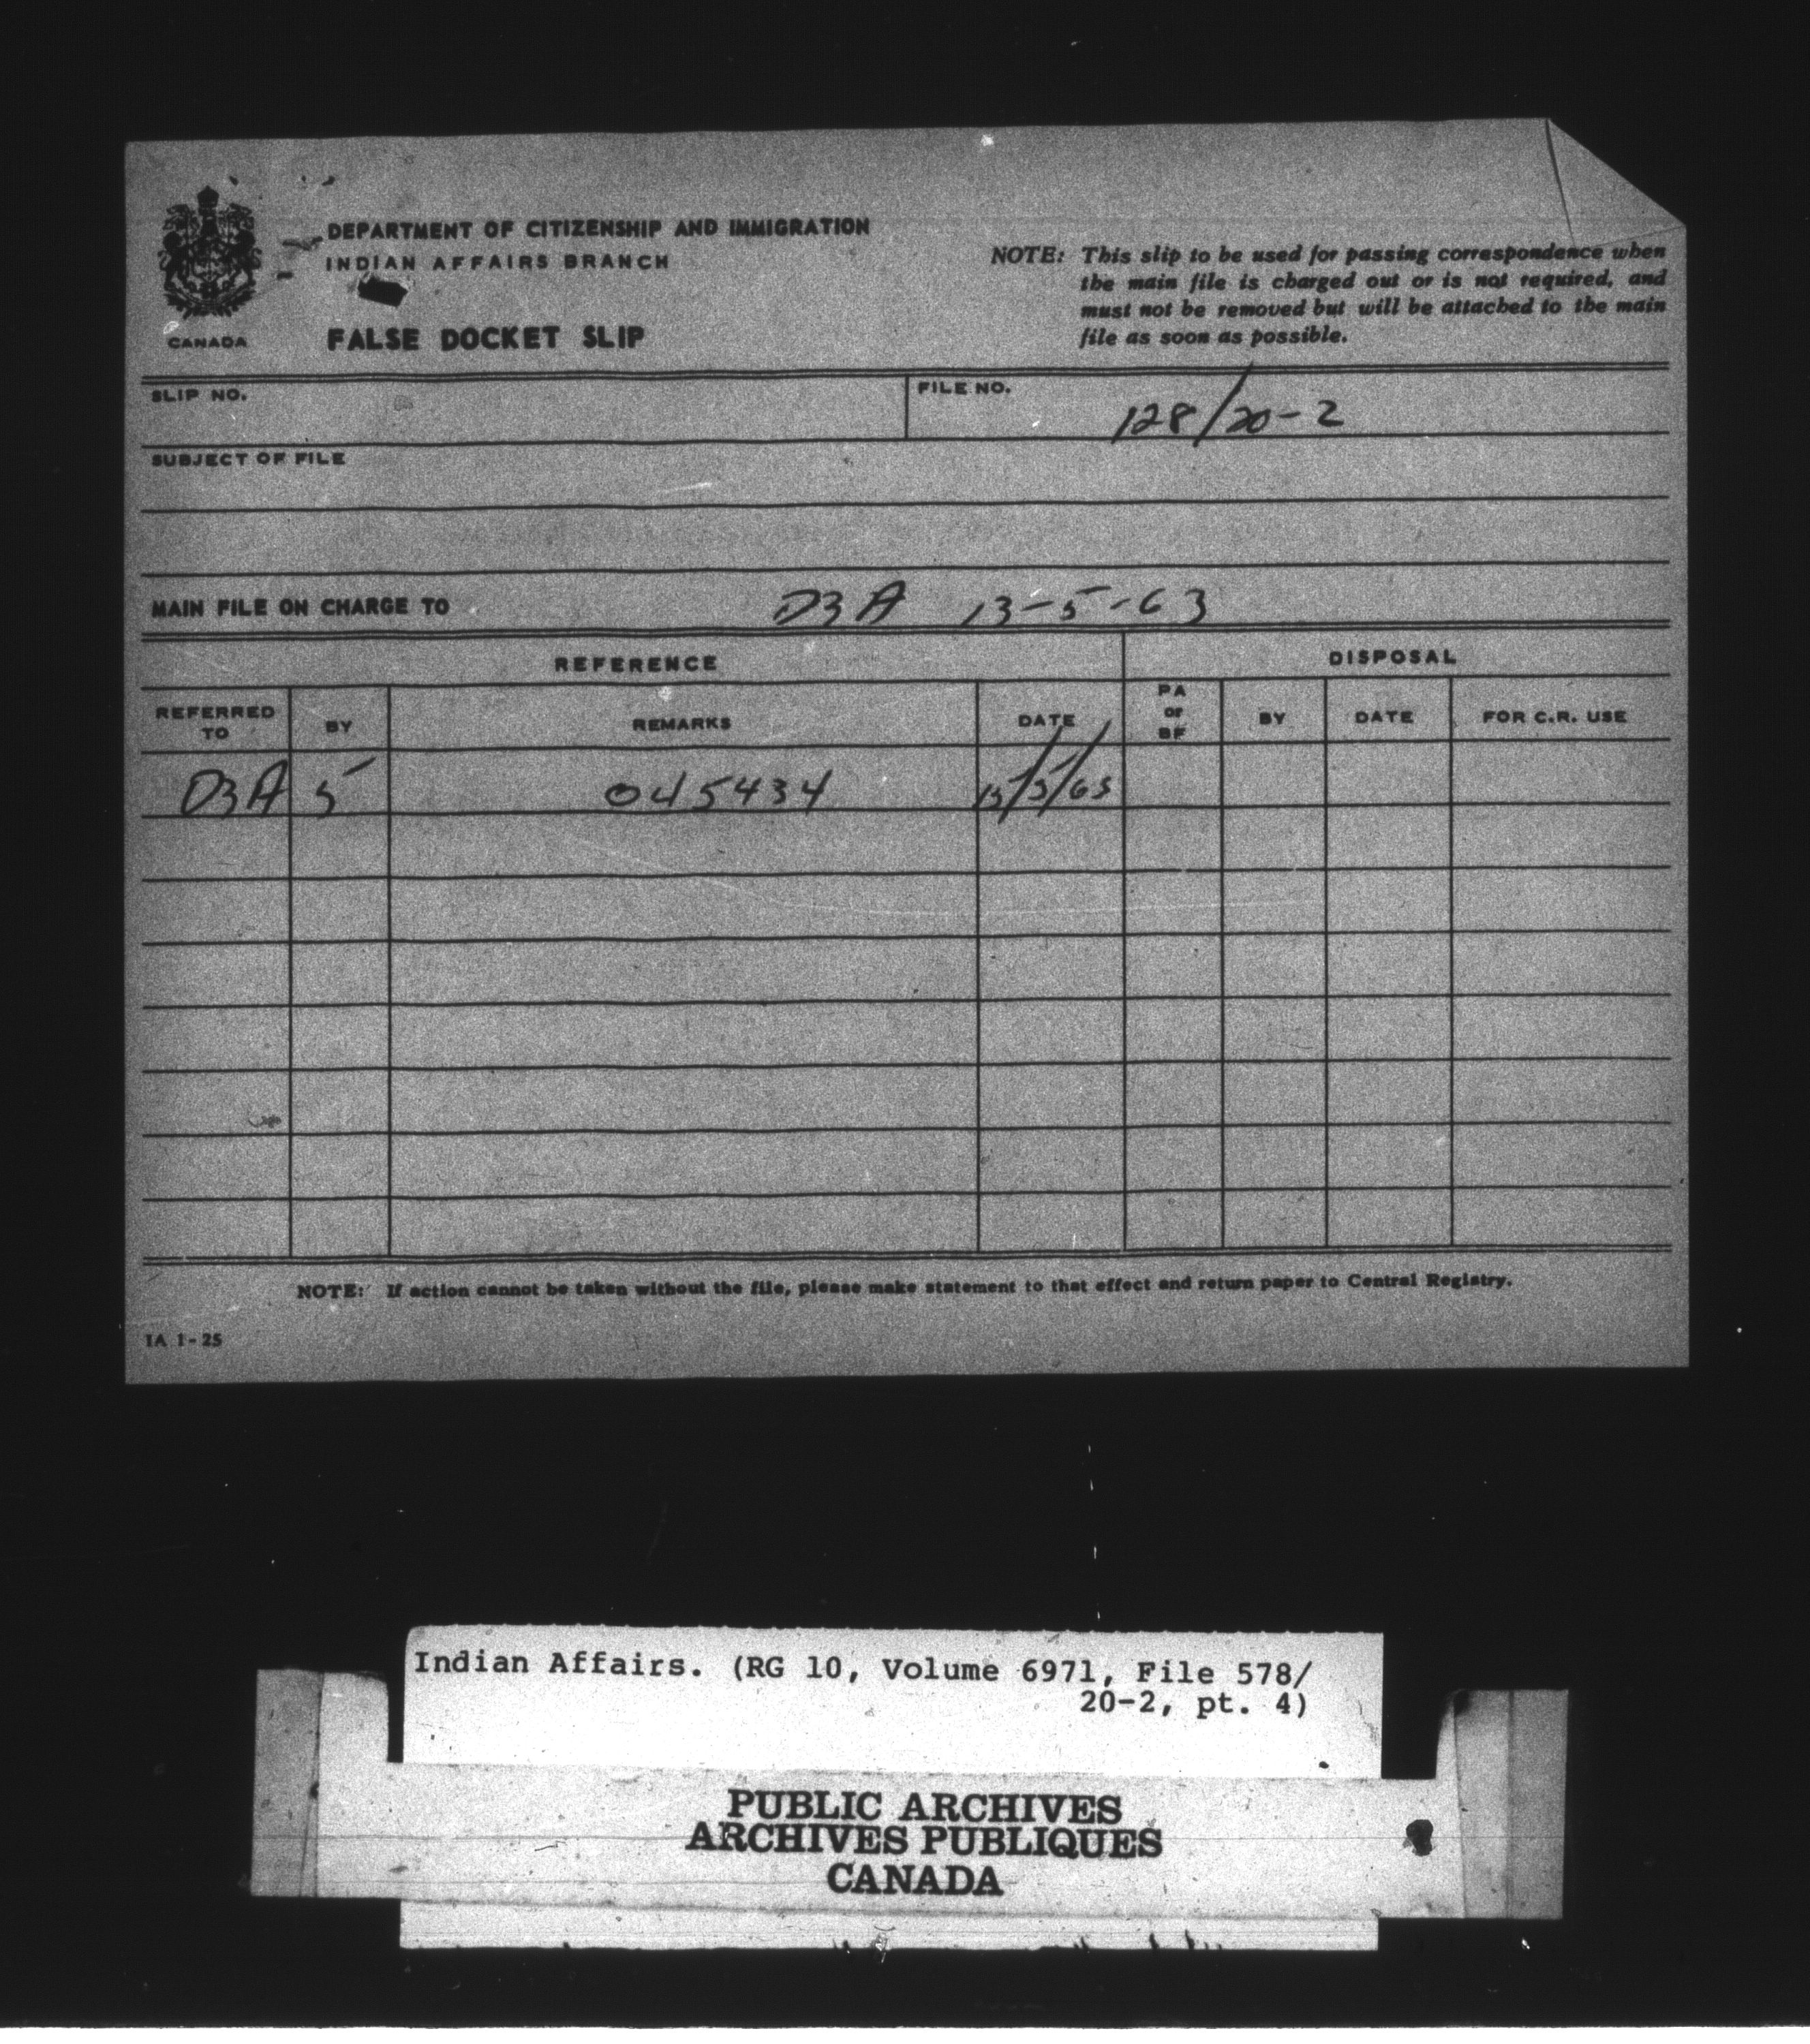 DEPARTMENT OF CITIZENSHIP AND IMMIGRATION
INDIAN AFFAIRS BRANCH
CANADA
FALSE DOCKET SLIP
NOTE: This slip to be used for passing correspondence when
the main file is charged out or is not required, and
must not be removed but will be attached to the main
file as soon as possible.
SLIP NO.
FILE NO. 128/20-2
SUBJECT OF FILE
MAIN FILE ON CHARGE TO D3A 13-5-63
REFERENCE DISPOSAL
REFERRED TO BY REMARKS DATE PA or BF BY DATE FOR C.R. USE
D3A 5 045434 13/5/63
NOTE: If action cannot be taken without the file, please make statement to that effect and return paper to Central Registry.
IA 1-25
Indian Affairs. (RG 10, Volume 6971, File 578/
20-2, pt. 4)
PUBLIC ARCHIVES
ARCHIVES PUBLIQUES
CANADA